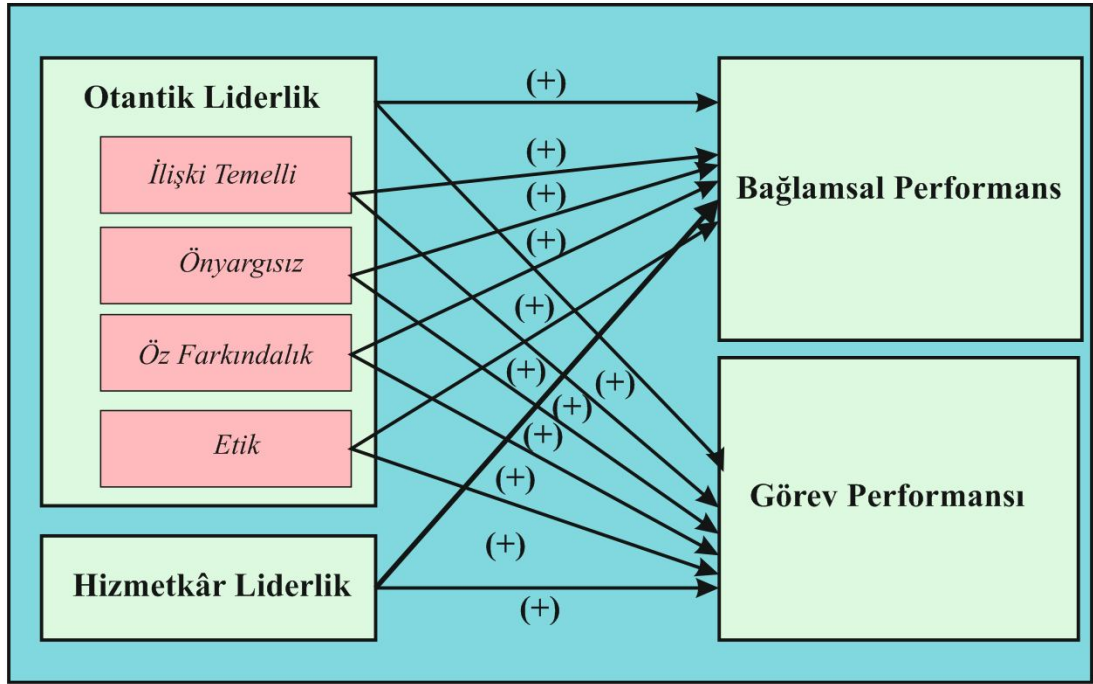 Otantik Liderlik
İlişki Temelli
Önyargısız
Öz Farkındalık
Etik
Hizmetkâr Liderlik
(+)
(+)
(+)
(+)
(+)
(+)
(+)
(+)
(+)
(+)
(+)
(+)
Bağlamsal Performans
Görev Performansı